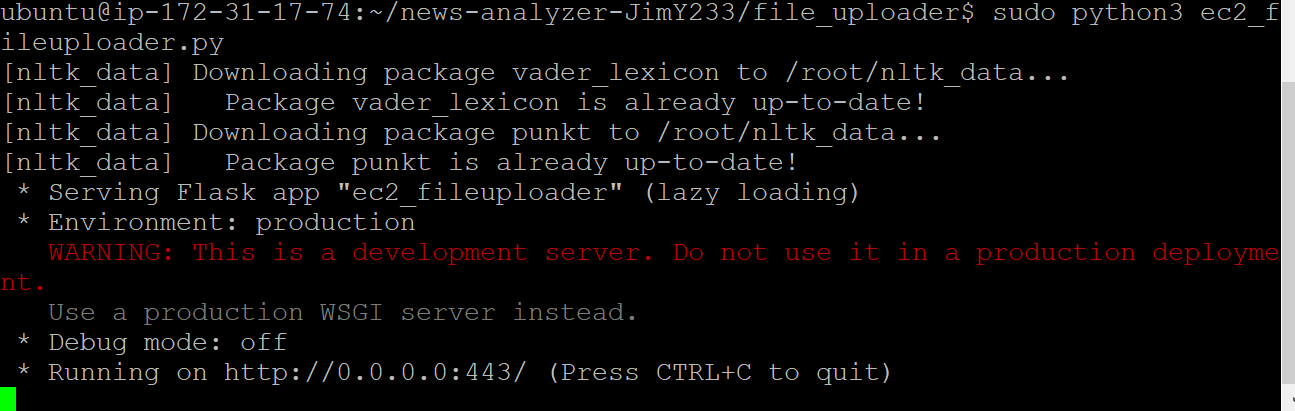 ubuntu@ip-172-31-17-74:~/news-analyzer-JimY233/file_uploader$ sudo python3 ec2_f
ileuploader.py
[nltk_data] Downloading package vader_lexicon to /root/nltk_data...
[nltk_data]   Package vader_lexicon is already up-to-date!
[nltk_data] Downloading package punkt to /root/nltk_data...
[nltk_data]   Package punkt is already up-to-date!
 * Serving Flask app "ec2_fileuploader" (lazy loading)
 * Environment: production
   WARNING: This is a development server. Do not use it in a production deployme
nt.
   Use a production WSGI server instead.
 * Debug mode: off
 * Running on http://0.0.0.0:443/ (Press CTRL+C to quit)